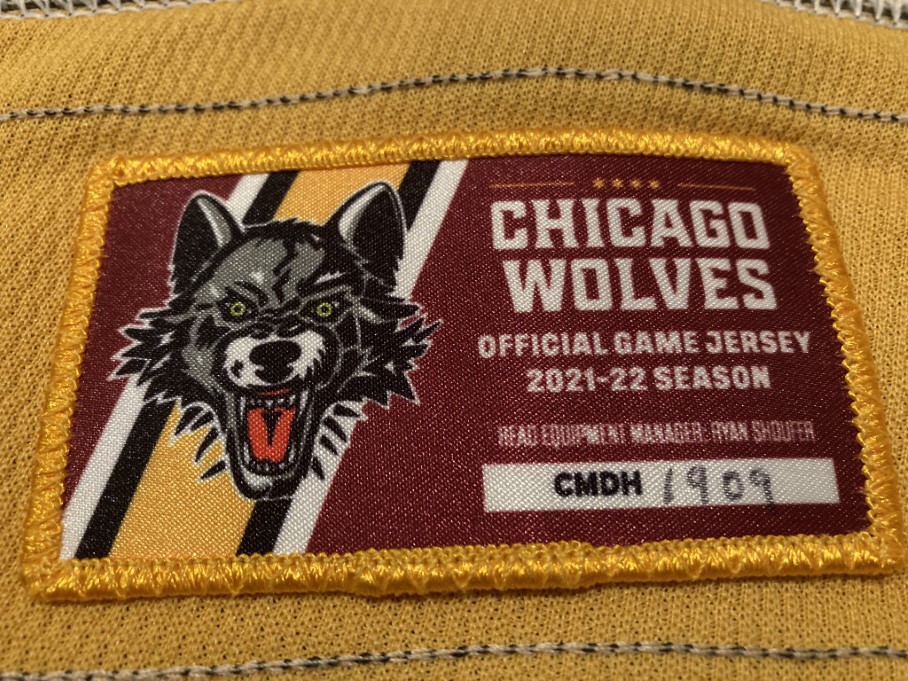 CHICAGO
WOLVES
OFFICIAL GAME JERSEY
2021-22 SEASON
HEAD EQUIPMENT MANAGER: RYAN SHOUFER
CMDH 1909